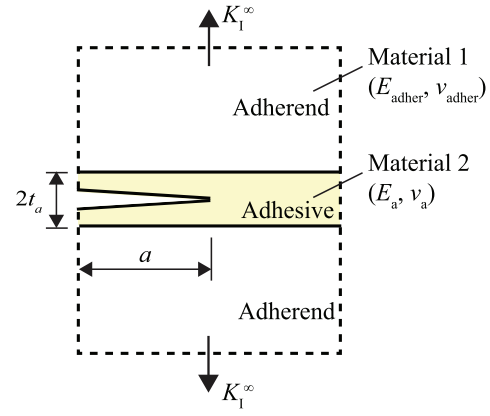 K_I^∞
Material 1
(E_adher, ν_adher)
Adherend
Material 2
(E_a, ν_a)
2t_a
Adhesive
a
Adherend
K_I^∞